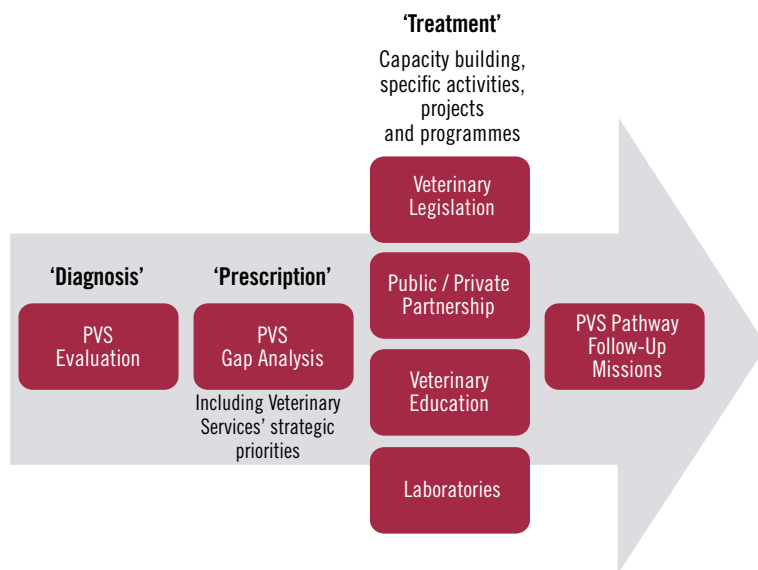 ‘Treatment’
Capacity building,
specific activities,
projects
and programmes
‘Diagnosis’
PVS
Evaluation
‘Prescription’
PVS
Gap Analysis
Including Veterinary
Services’ strategic
priorities
Veterinary
Legislation
Public / Private
Partnership
Veterinary
Education
Laboratories
PVS Pathway
Follow-Up
Missions